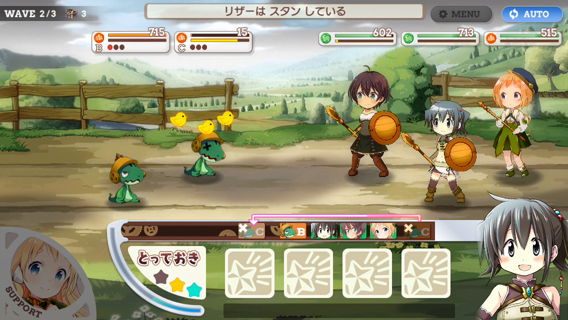 WAVE 2/3 3
リザーは スタン している
MENU
AUTO
715
B
15
C
602
713
515
C B C
とっておき
SUPPORT